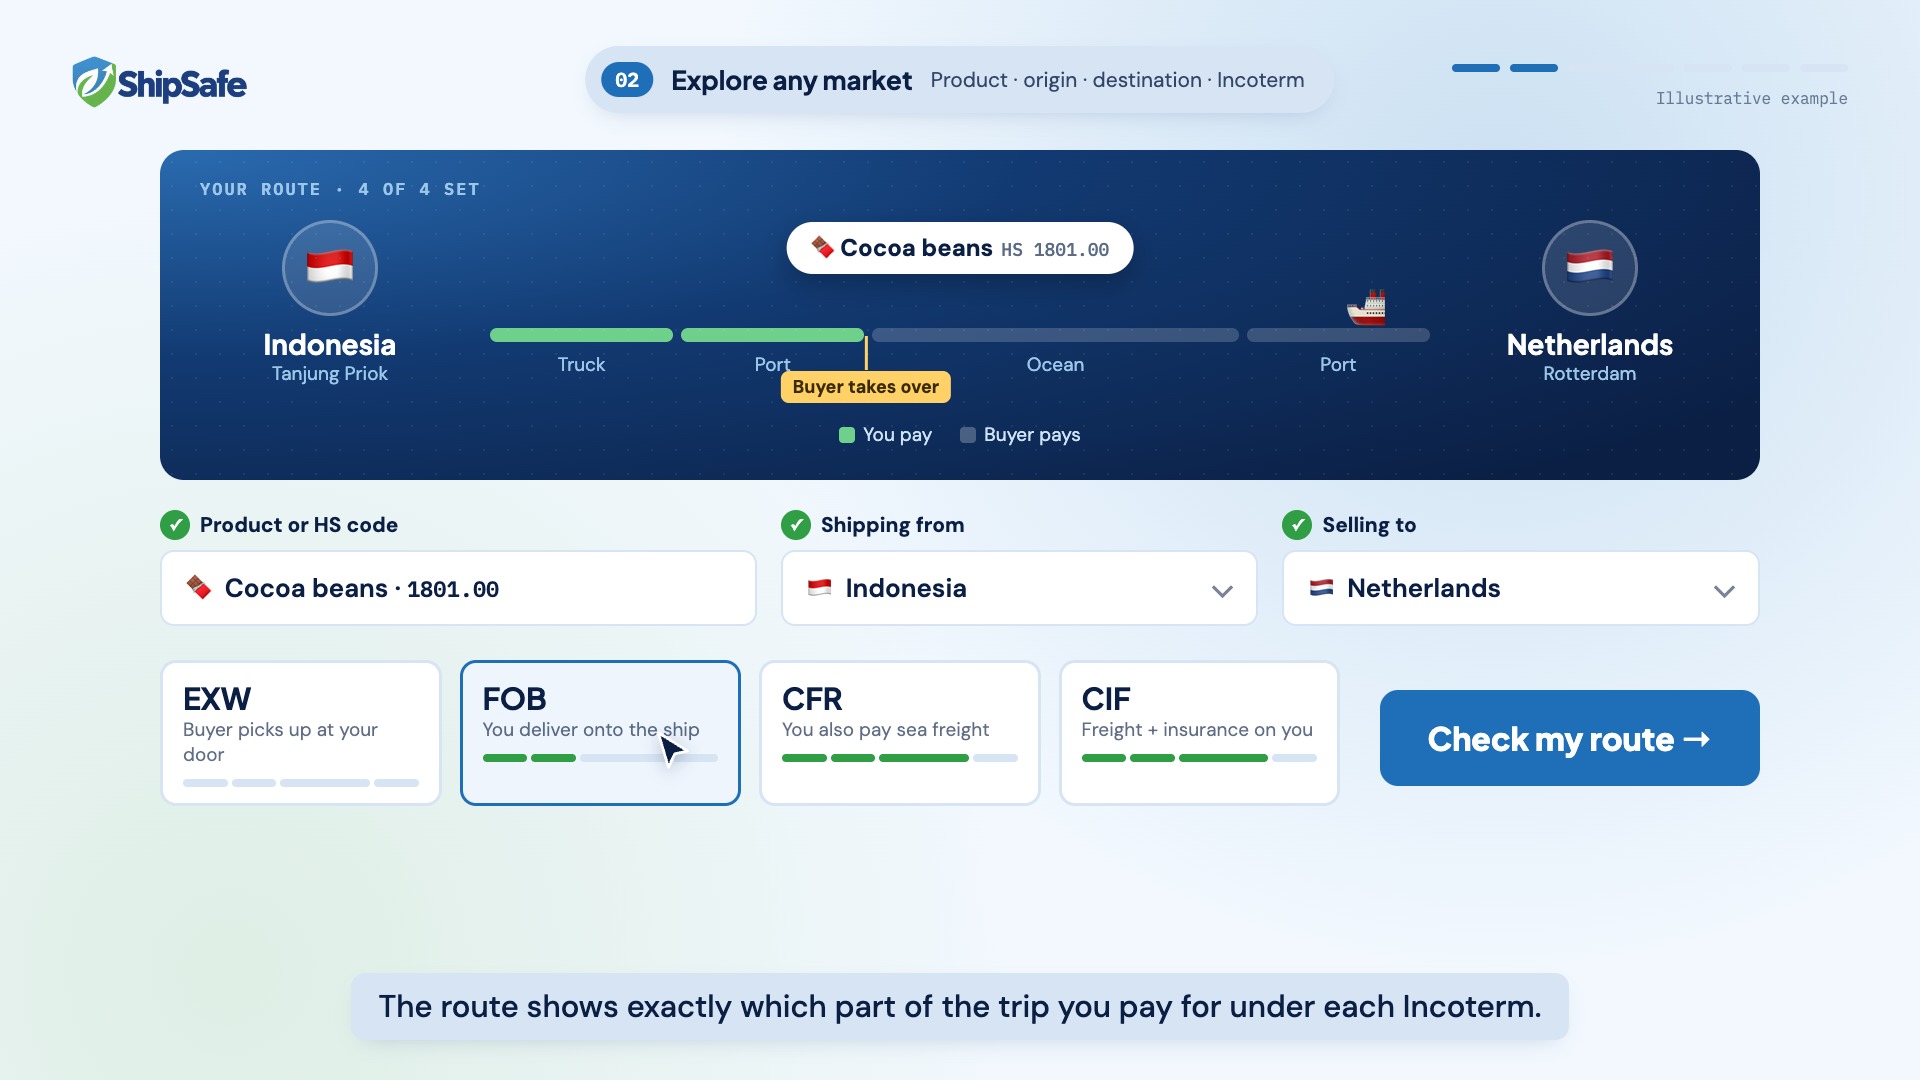 ShipSafe
02 Explore any market Product · origin · destination · Incoterm
Illustrative example
YOUR ROUTE · 4 OF 4 SET
Cocoa beans HS 1801.00
Indonesia
Tanjung Priok
Netherlands
Rotterdam
Truck
Port
Ocean
Port
Buyer takes over
You pay
Buyer pays
Product or HS code
Cocoa beans · 1801.00
Shipping from
Indonesia
Selling to
Netherlands
EXW
Buyer picks up at your
door
FOB
You deliver onto the ship
CFR
You also pay sea freight
CIF
Freight + insurance on you
Check my route →
The route shows exactly which part of the trip you pay for under each Incoterm.